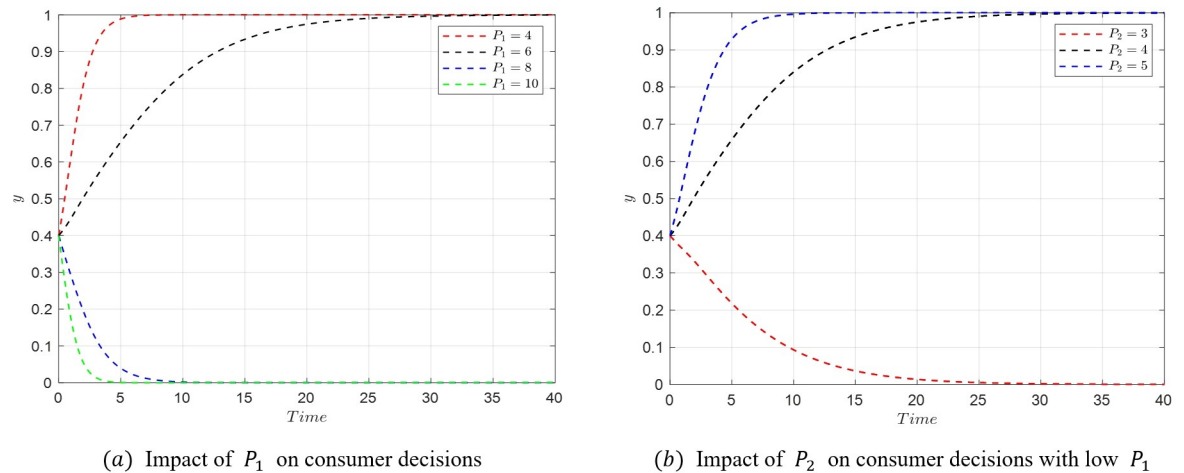 1
0.9
0.8
0.7
0.6
0.5
0.4
0.3
0.2
0.1
0
y
0 5 10 15 20 25 30 35 40
Time
P₁ = 4
P₁ = 6
P₁ = 8
P₁ = 10
(a) Impact of P₁ on consumer decisions
1
0.9
0.8
0.7
0.6
0.5
0.4
0.3
0.2
0.1
0
y
0 5 10 15 20 25 30 35 40
Time
P₂ = 3
P₂ = 4
P₂ = 5
(b) Impact of P₂ on consumer decisions with low P₁